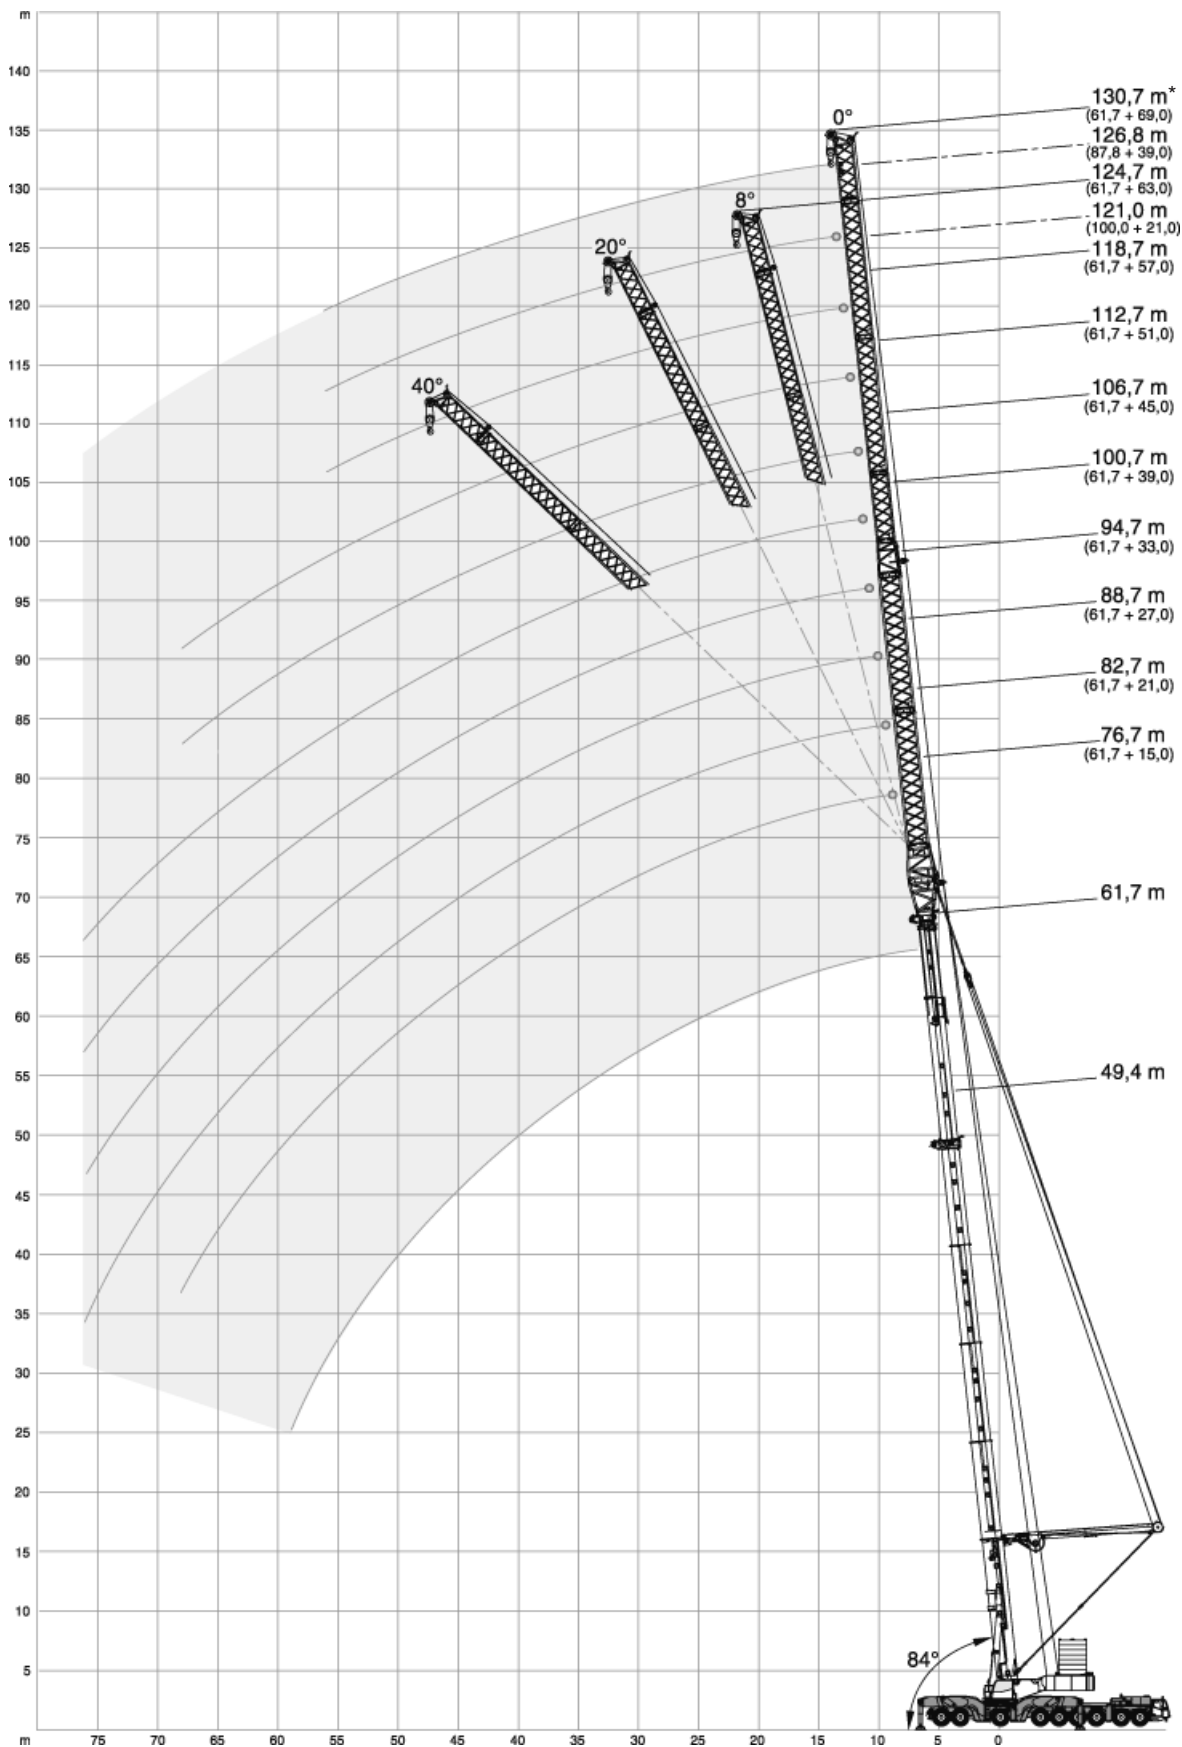 m
140
135
130
125
120
115
110
105
100
95
90
85
80
75
70
65
60
55
50
45
40
35
30
25
20
15
10
5
m
75
70
65
60
55
50
45
40
35
30
25
20
15
10
5
0
40°
20°
8°
0°
130,7 m*
(61,7 + 69,0)
126,8 m
(87,8 + 39,0)
124,7 m
(61,7 + 63,0)
121,0 m
(100,0 + 21,0)
118,7 m
(61,7 + 57,0)
112,7 m
(61,7 + 51,0)
106,7 m
(61,7 + 45,0)
100,7 m
(61,7 + 39,0)
94,7 m
(61,7 + 33,0)
88,7 m
(61,7 + 27,0)
82,7 m
(61,7 + 21,0)
76,7 m
(61,7 + 15,0)
61,7 m
49,4 m
84°